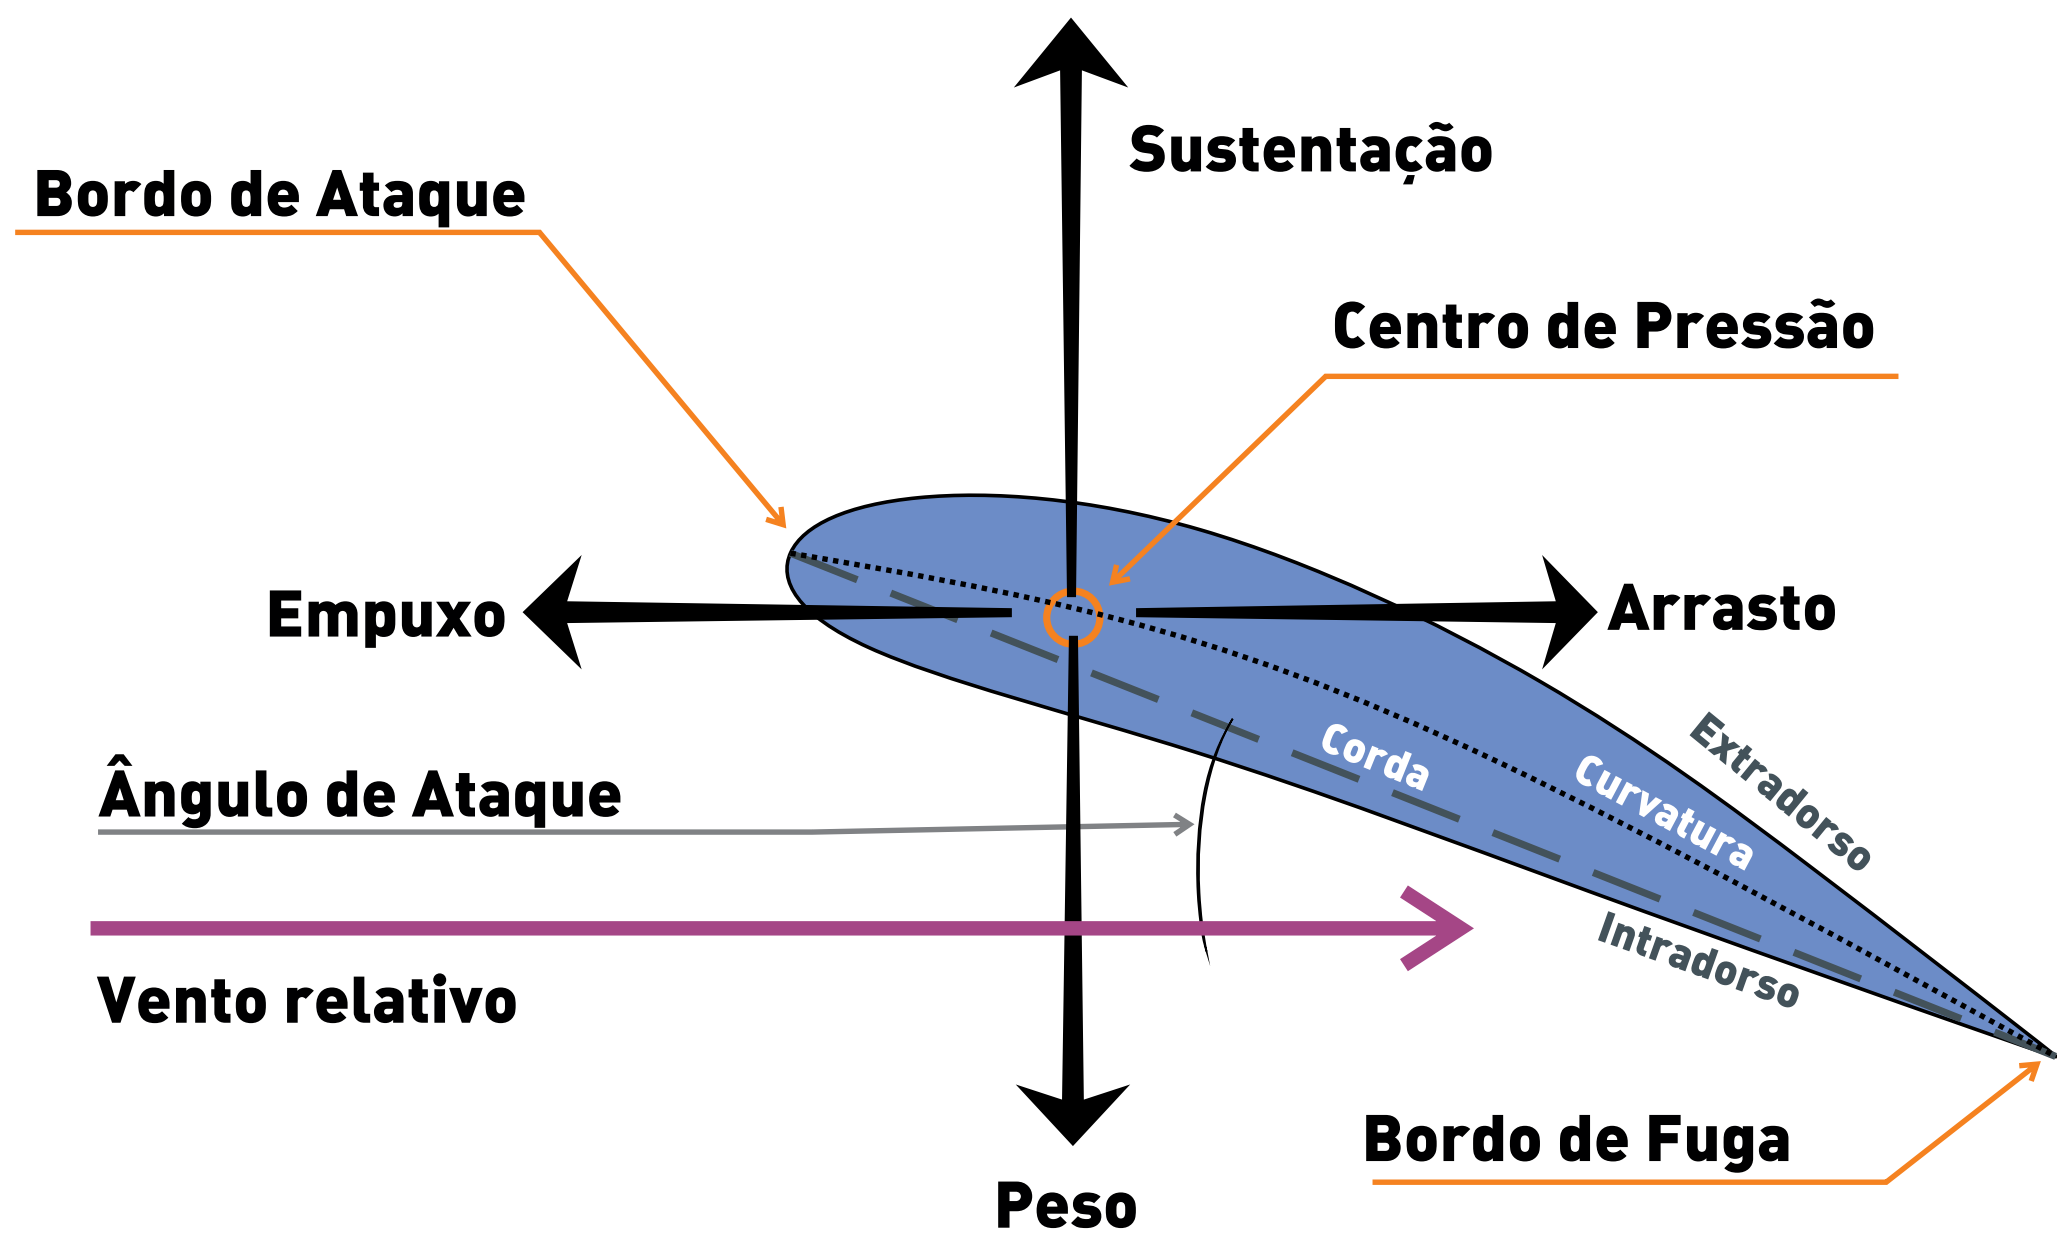 Sustentação
Bordo de Ataque
Centro de Pressão
Empuxo
Arrasto
Corda
Curvatura
Extradorso
Ângulo de Ataque
Intradorso
Vento relativo
Bordo de Fuga
Peso